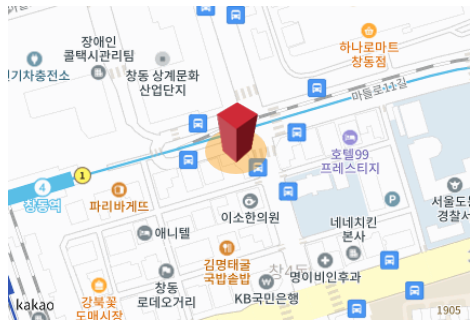 장애인
콜택시관리팀
하나로마트
창동점
기차충전소
창동 상계문화
산업단지
마들로11길
호텔99
프레스티지
1
4
창동역
파리바게뜨
P
이소한의원
서울도
경찰서
네네치킨
본사
애니텔
김명태굴
국밥솥밥
창4동
명이비인후과
창동
로데오거리
W
KB국민은행
강북꽃
도매시장
kakao
1905